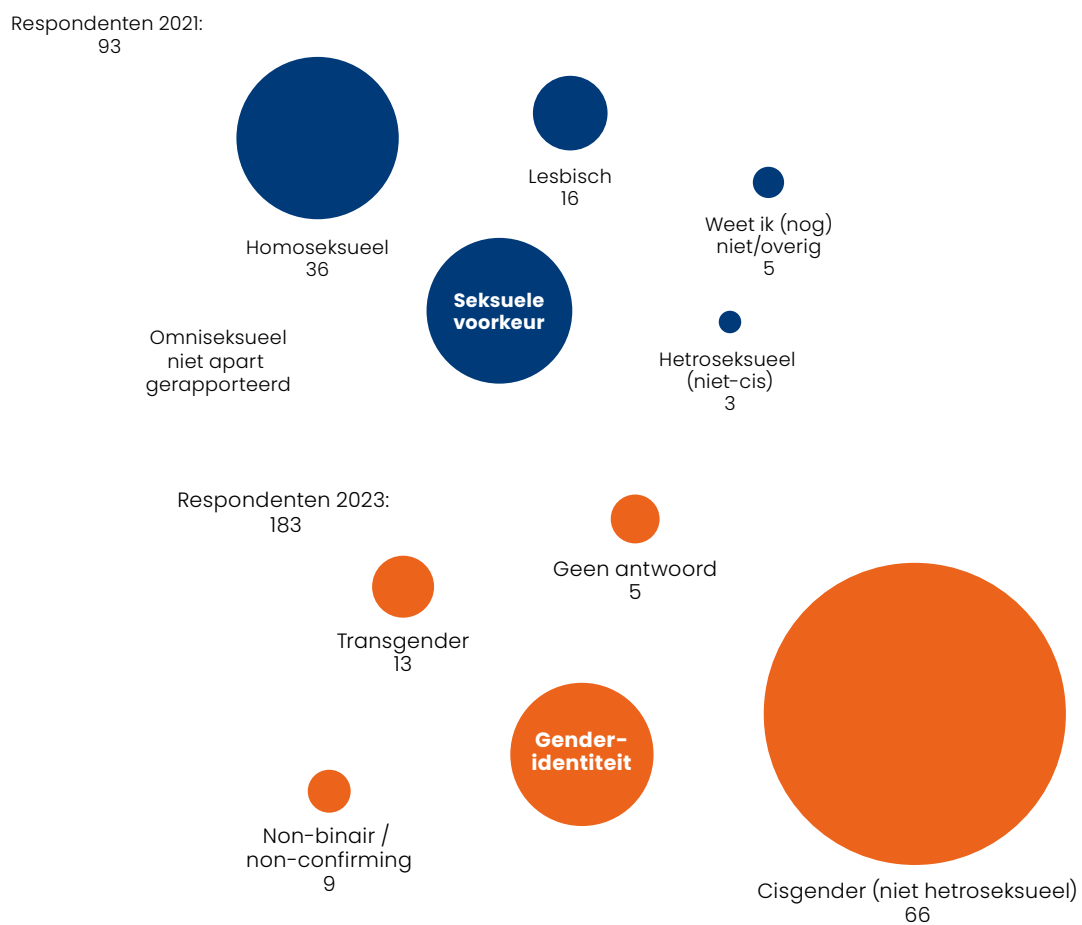 Respondenten 2021:
93
Lesbisch
16
Weet ik (nog)
niet/overig
5
Homoseksueel
36
Seksuele
voorkeur
Omniseksueel
niet apart
gerapporteerd
Hetroseksueel
(niet-cis)
3
Respondenten 2023:
183
Geen antwoord
5
Transgender
13
Gender-
identiteit
Non-binair /
non-confirming
9
Cisgender (niet hetroseksueel)
66